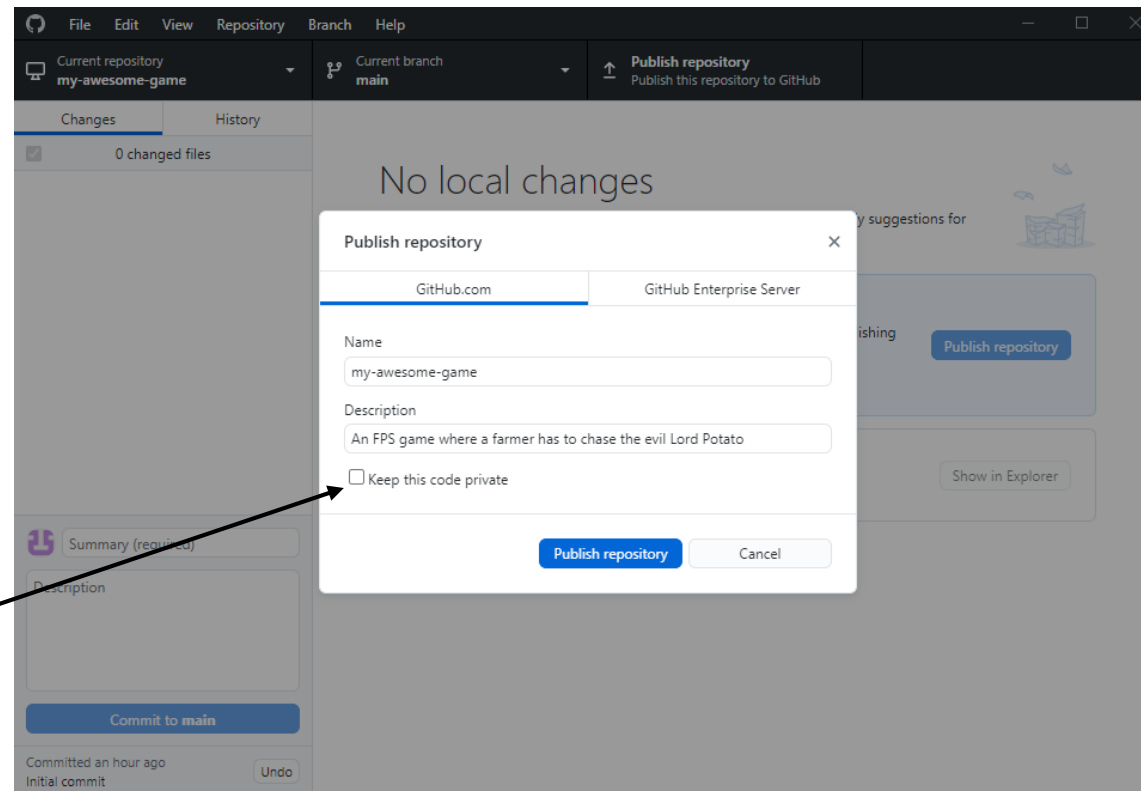 File Edit View Repository Branch Help
Current repository
my-awesome-game
Current branch
main
Publish repository
Publish this repository to GitHub
Changes History
0 changed files
No local changes
y suggestions for
Publish repository
GitHub.com GitHub Enterprise Server
Name
my-awesome-game
Description
An FPS game where a farmer has to chase the evil Lord Potato
Keep this code private
Publish repository Cancel
ishing
Publish repository
Show in Explorer
Summary (required)
Description
Commit to main
Committed an hour ago
Initial commit
Undo